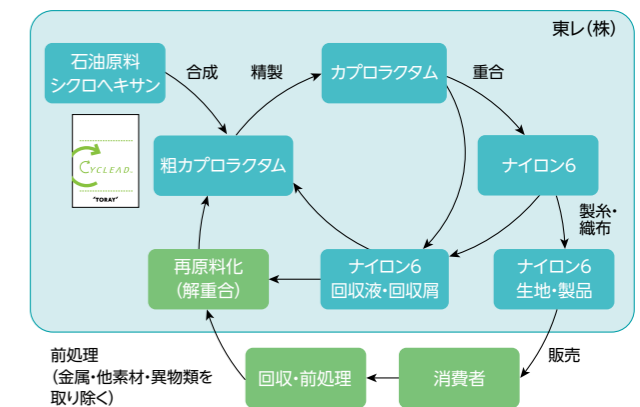 東レ(株)
石油原料
シクロヘキサン
合成
精製
カプロラクタム
重合
CYCLEAD®
"TORAY"
粗カプロラクタム
ナイロン6
製糸・
織布
再原料化
(解重合)
ナイロン6
回収液・回収屑
ナイロン6
生地・製品
前処理
(金属・他素材・異物類を
取り除く)
回収・前処理
消費者
販売